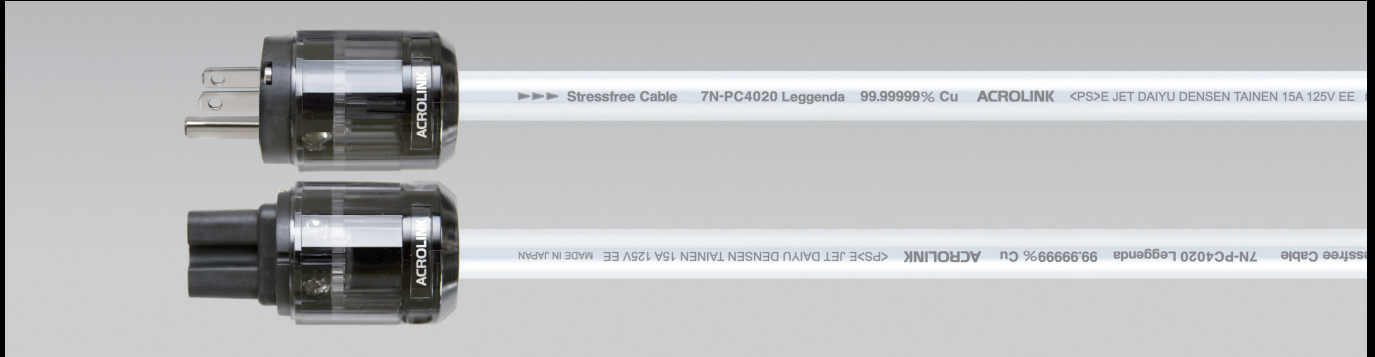 ACROLINK
►►► Stressfree Cable 7N-PC4020 Leggenda 99.99999% Cu ACROLINK <PS>E JET DAIYU DENSEN TAINEN 15A 125V EE
ACROLINK
Cable 7N-PC4020 Leggenda 99.99999% Cu ACROLINK <PS>E JET DAIYU DENSEN TAINEN 15A 125V EE MADE IN JAPAN